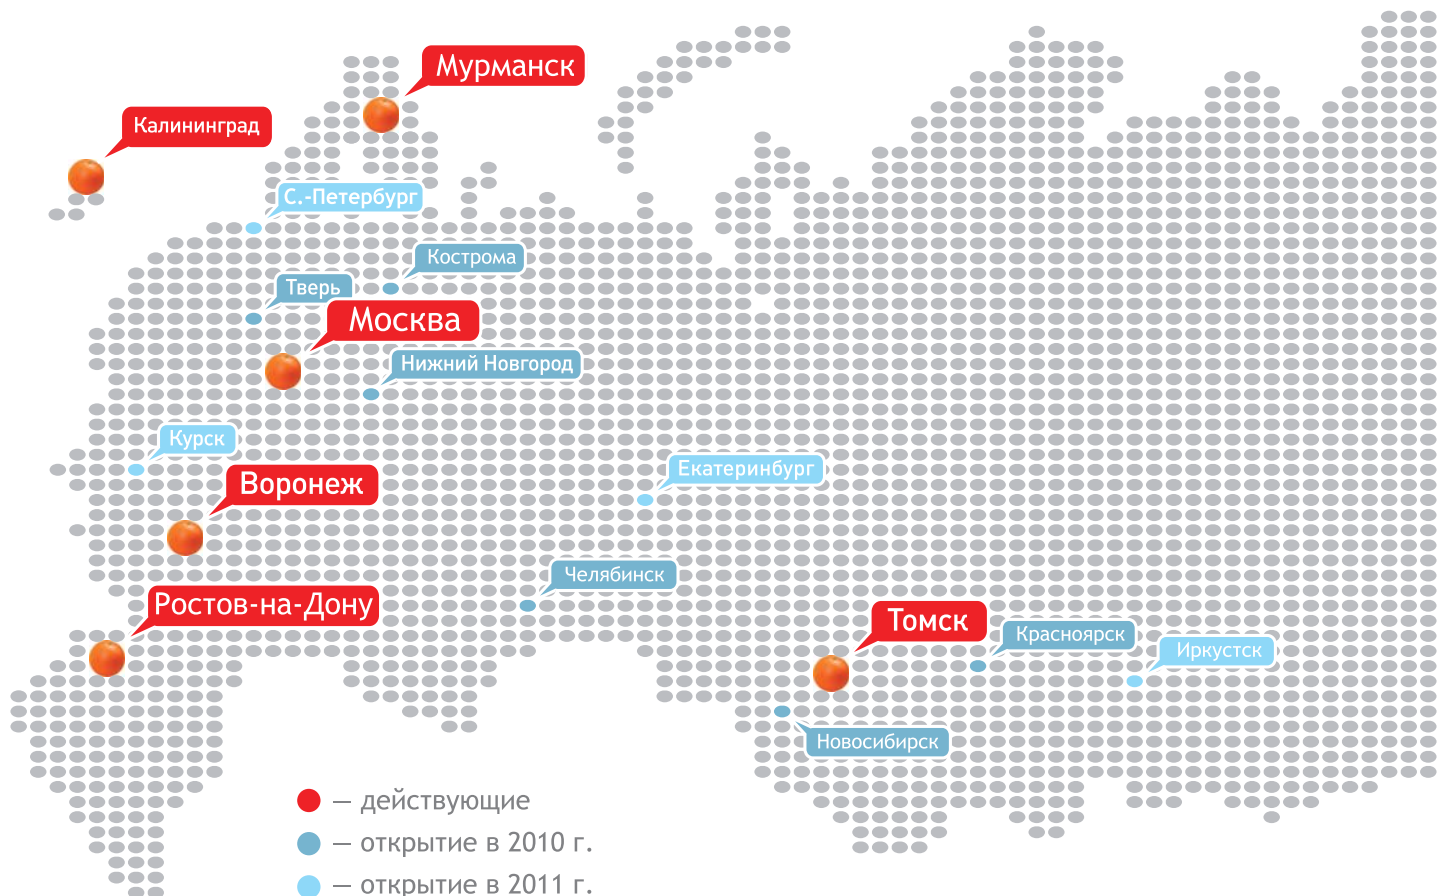 Мурманск
Калининград
С.-Петербург
Кострома
Тверь
Москва
Нижний Новгород
Курск
Екатеринбург
Воронеж
Челябинск
Ростов-на-Дону
Томск
Красноярск
Иркустск
Новосибирск
— действующие
— открытие в 2010 г.
— открытие в 2011 г.